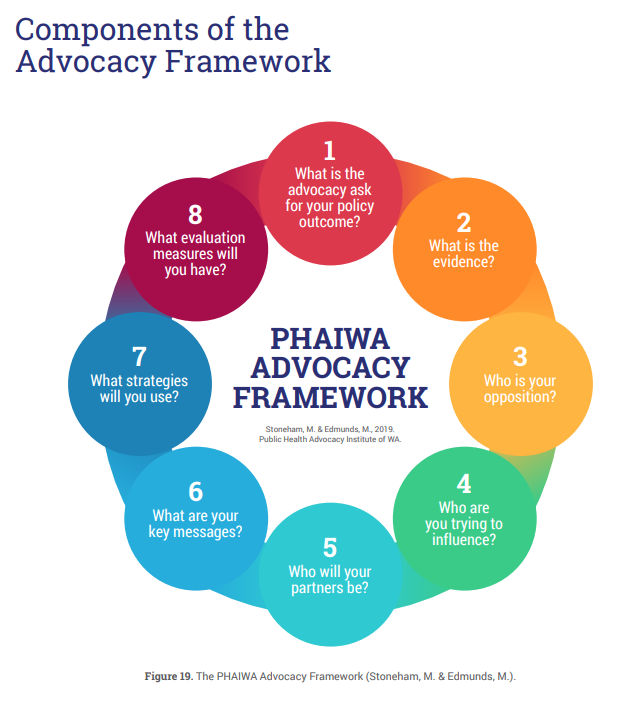 Components of the
Advocacy Framework
1
What is the
advocacy ask
for your policy
outcome?
2
What is the
evidence?
3
Who is your
opposition?
4
Who are
you trying to
influence?
5
Who will your
partners be?
6
What are your
key messages?
7
What strategies
will you use?
8
What evaluation
measures will
you have?
PHAIWA
ADVOCACY
FRAMEWORK
Stoneham, M. & Edmunds, M., 2019.
Public Health Advocacy Institute of WA.
Figure 19. The PHAIWA Advocacy Framework (Stoneham, M. & Edmunds, M.).